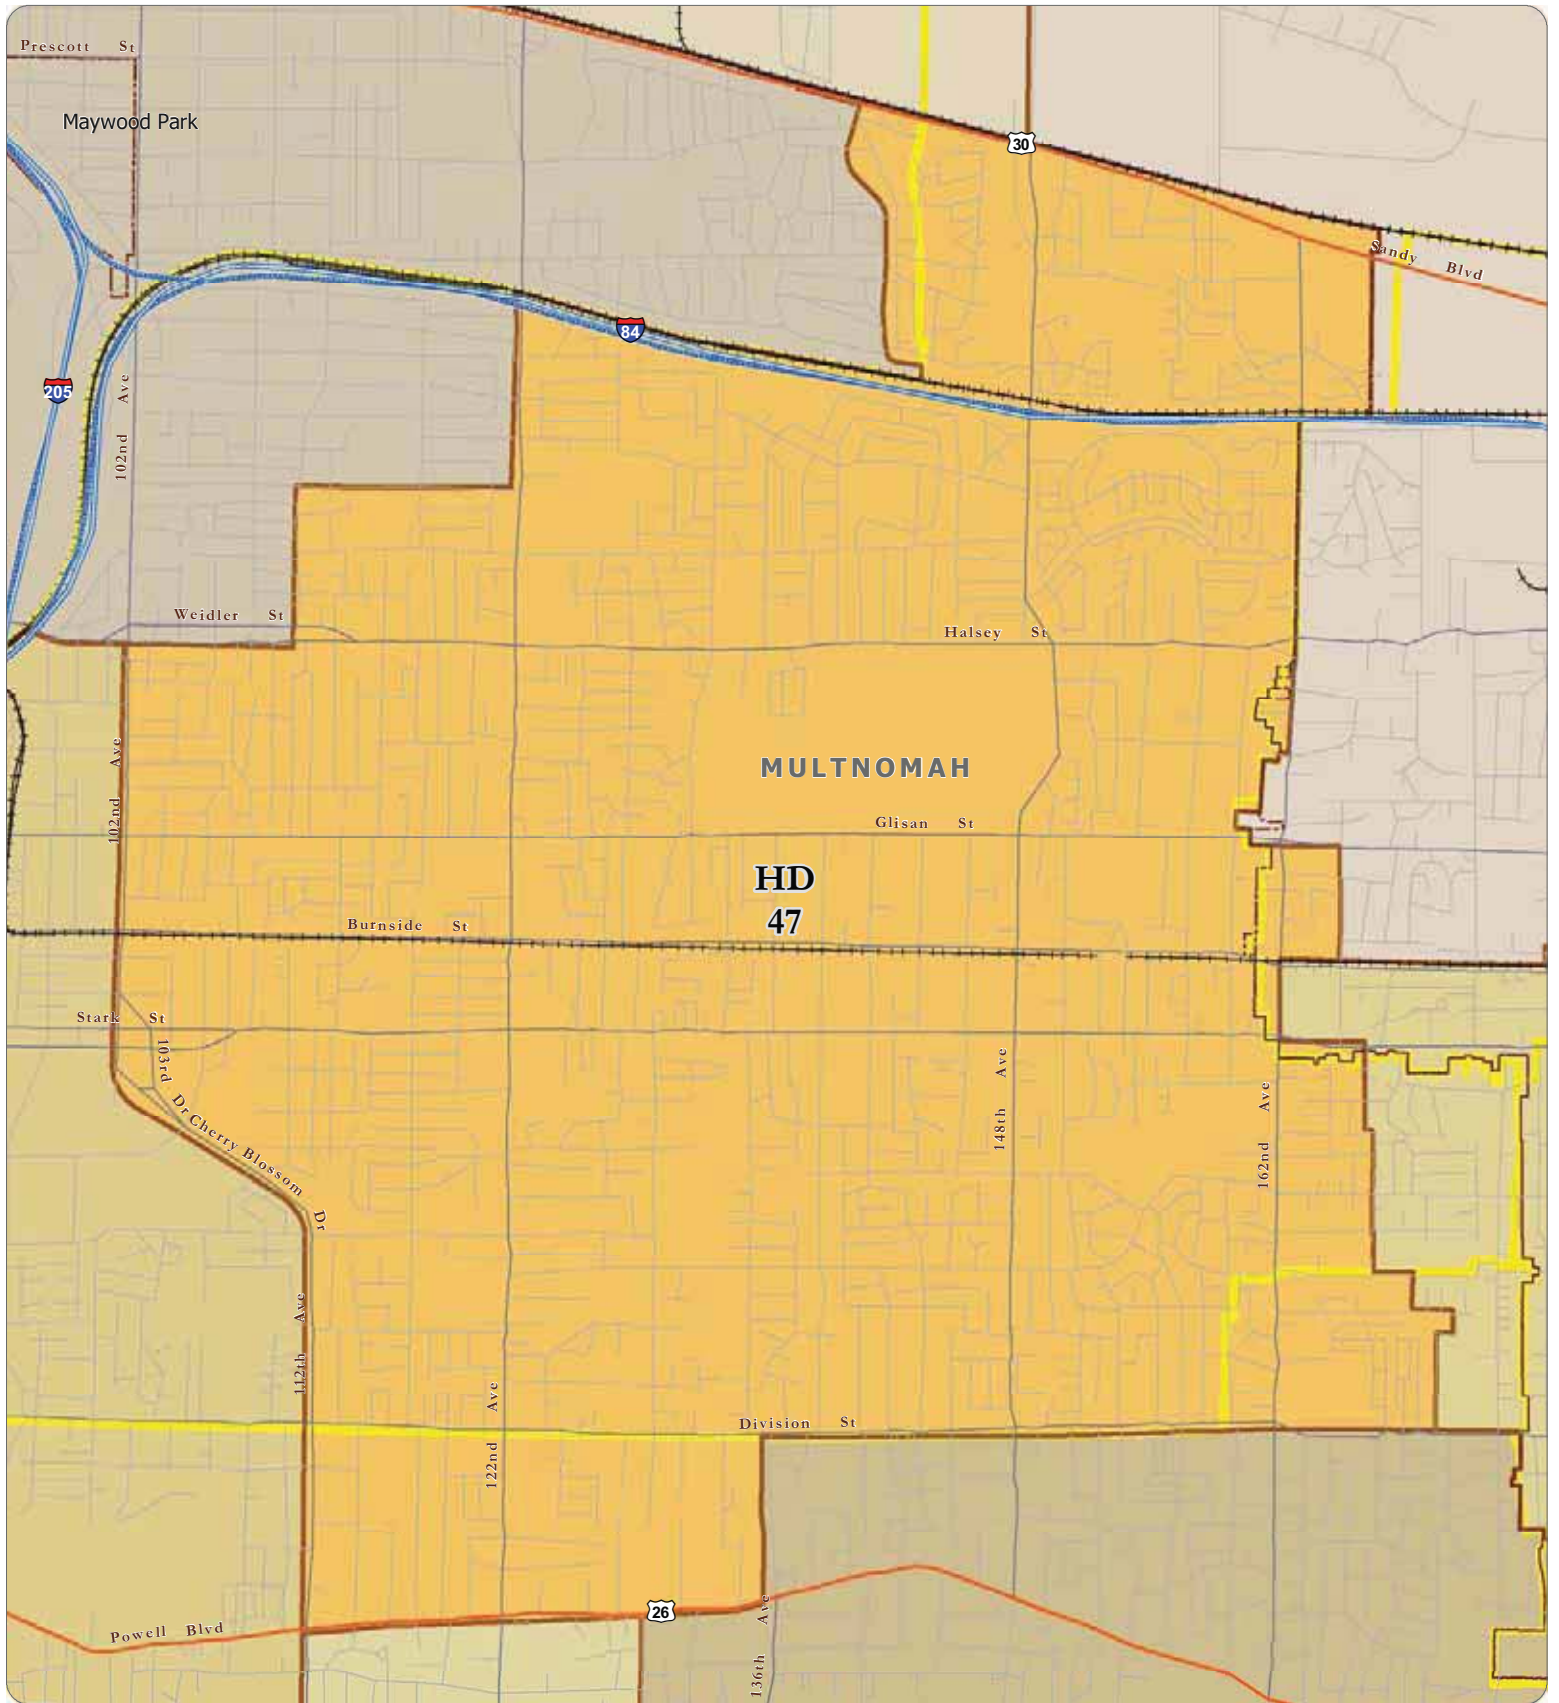 Prescott St
Maywood Park
30
Sandy Blvd
84
205
102nd Ave
Weidler St
Halsey St
MULTNOMAH
102nd Ave
Glisan St
HD
47
Burnside St
Stark St
103rd Dr
Cherry Blossom Dr
148th Ave
162nd Ave
112th Ave
122nd Ave
Division St
26
Powell Blvd
136th Ave